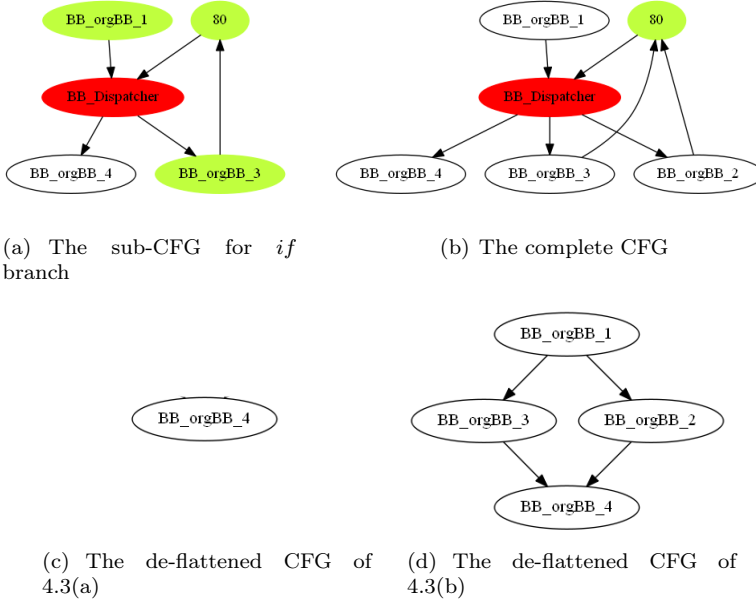 BB_orgBB_1
80
BB_Dispatcher
BB_orgBB_4
BB_orgBB_3
(a) The sub-CFG for if
branch
BB_orgBB_1
80
BB_Dispatcher
BB_orgBB_4
BB_orgBB_3
BB_orgBB_2
(b) The complete CFG
BB_orgBB_4
(c) The de-flattened CFG of
4.3(a)
BB_orgBB_1
BB_orgBB_3
BB_orgBB_2
BB_orgBB_4
(d) The de-flattened CFG of
4.3(b)